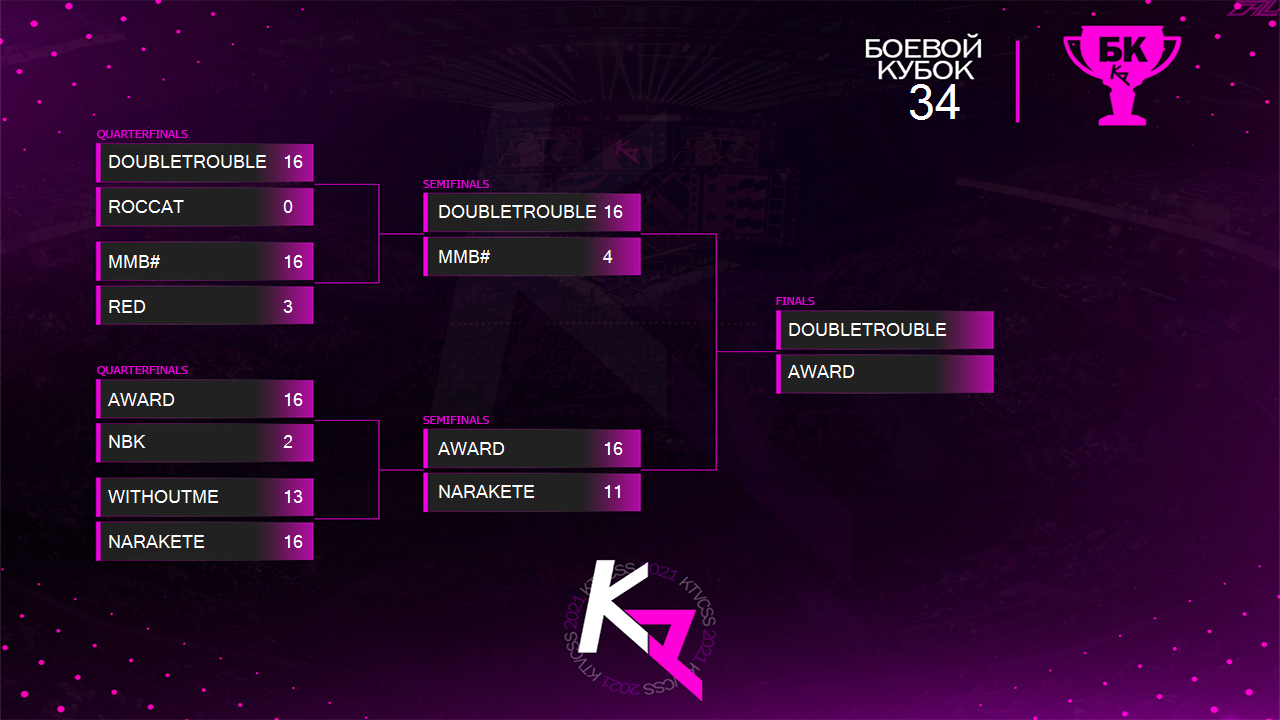 БОЕВОЙ
КУБОК
34
БК
QUARTERFINALS
DOUBLETROUBLE 16
ROCCAT 0
MMB# 16
RED 3
SEMIFINALS
DOUBLETROUBLE 16
MMB# 4
FINALS
DOUBLETROUBLE
AWARD
QUARTERFINALS
AWARD 16
NBK 2
WITHOUTME 13
NARAKETE 16
SEMIFINALS
AWARD 16
NARAKETE 11
KTVCSS 2021 KTVCSS 2021 KTVCSS 2021 KTVCSS 2021